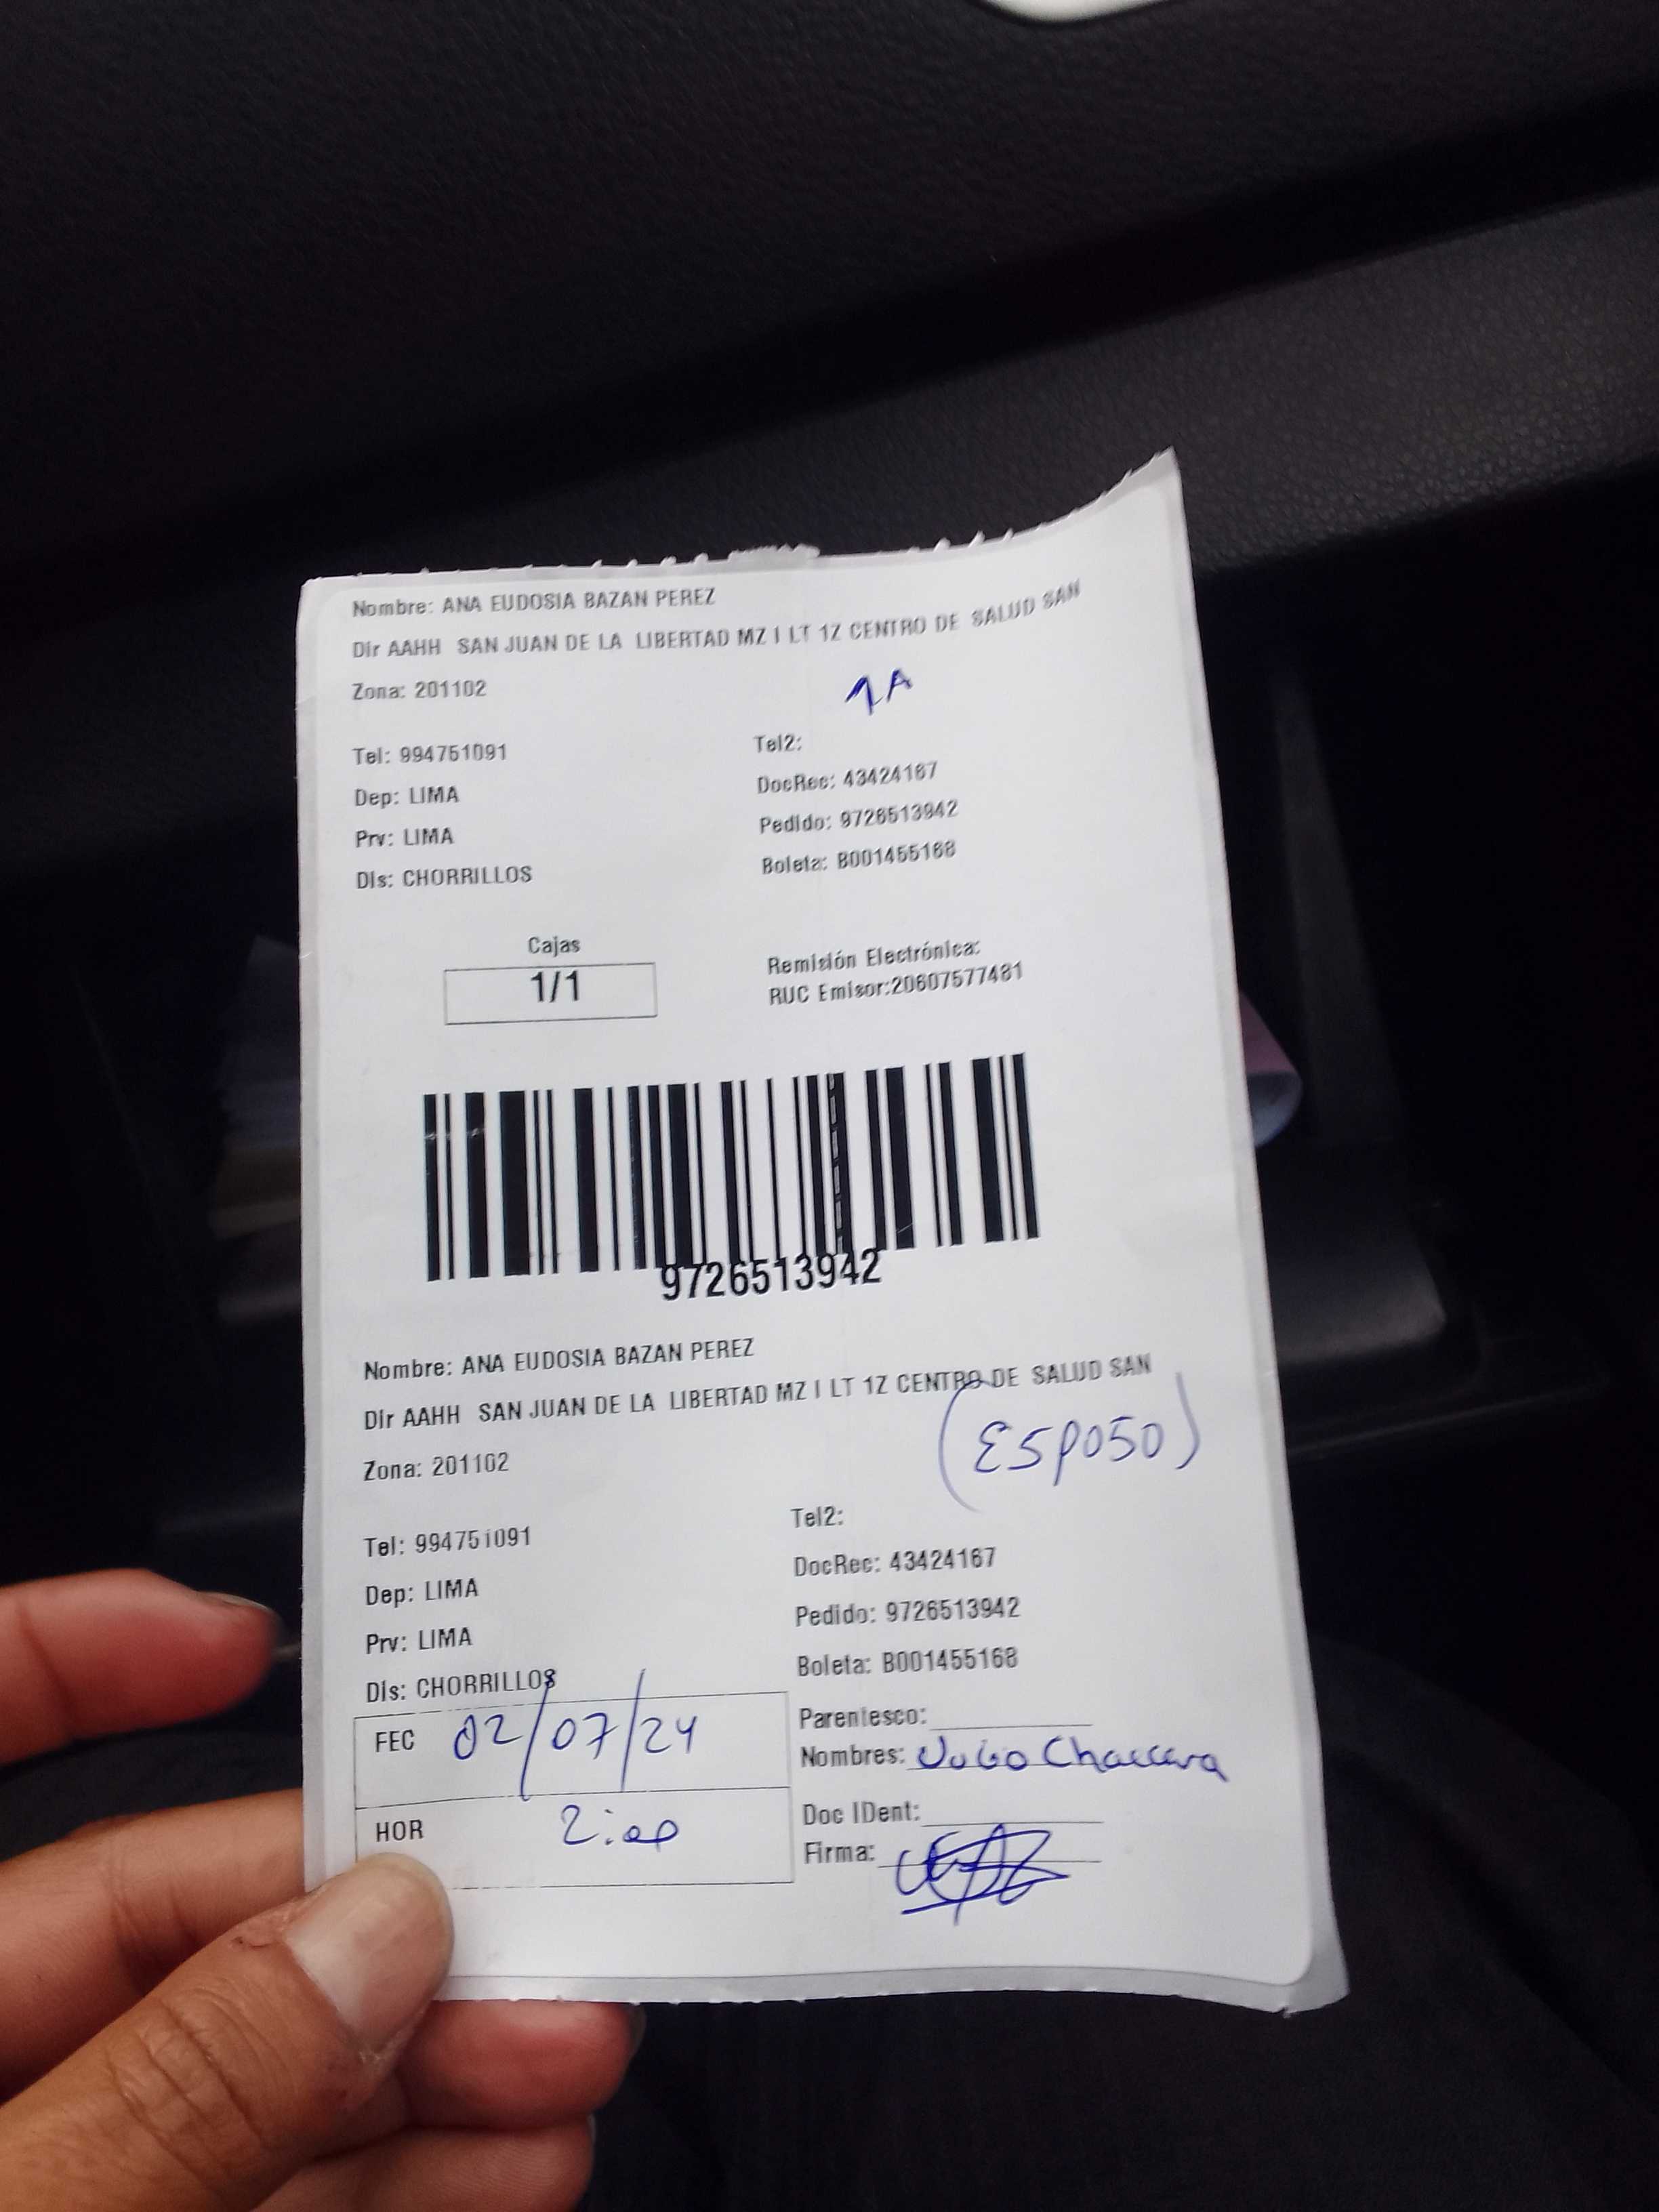 Nombre: ANA EUDOSIA BAZAN PEREZ
Dir AAHH SAN JUAN DE LA LIBERTAD MZ I LT 1Z CENTRO DE SALUD SAN
Zona: 201102
1A
Tel: 994751091
Tel2:
Dep: LIMA
DocRec: 43424167
Prv: LIMA
Pedido: 9726513942
Dis: CHORRILLOS
Boleta: B001455168
Cajas
1/1
Remisión Electrónica:
RUC Emisor:20607577481
9726513942
Nombre: ANA EUDOSIA BAZAN PEREZ
Dir AAHH SAN JUAN DE LA LIBERTAD MZ I LT 1Z CENTRO DE SALUD SAN
(ESPOSO)
Zona: 201102
Tel: 994751091
Tel2:
Dep: LIMA
DocRec: 43424167
Prv: LIMA
Pedido: 9726513942
Dis: CHORRILLOS
Boleta: B001455168
FEC 02/07/24
Parentesco:
Nombres:
HOR
Doc IDent:
Firma: